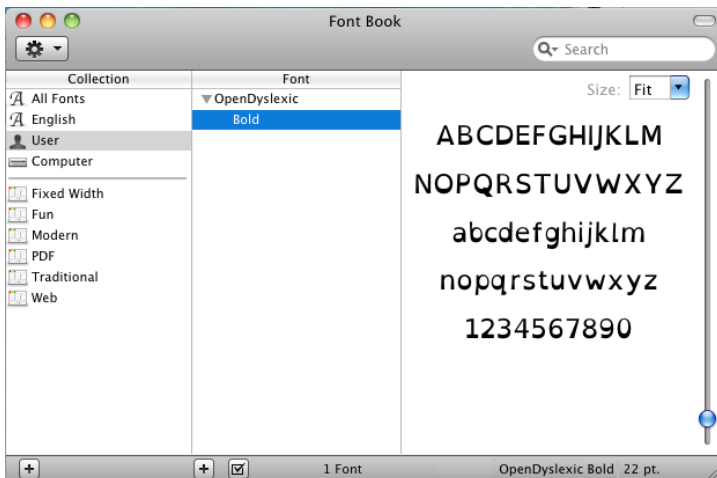 Font Book
Search
Collection
All Fonts
English
User
Computer
Fixed Width
Fun
Modern
PDF
Traditional
Web
Font
OpenDyslexic
Bold
1 Font
Size: Fit
ABCDEFGHIJKLM
NOPQRSTUVWXYZ
abcdefghijklm
nopqrstuvwxyz
1234567890
OpenDyslexic Bold 22 pt.